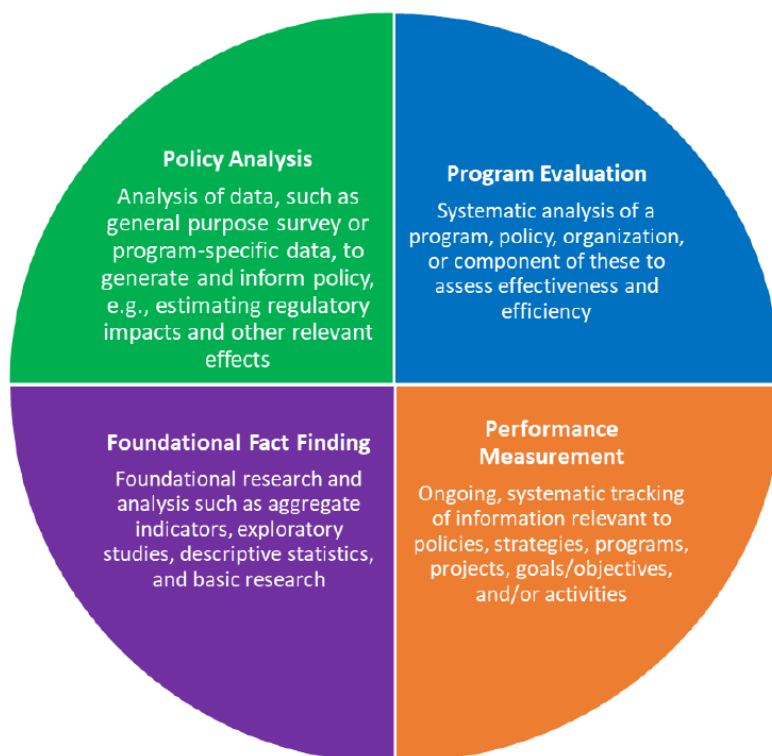 Policy Analysis
Analysis of data, such as
general purpose survey or
program-specific data, to
generate and inform policy,
e.g., estimating regulatory
impacts and other relevant
effects
Program Evaluation
Systematic analysis of a
program, policy, organization,
or component of these to
assess effectiveness and
efficiency
Foundational Fact Finding
Foundational research and
analysis such as aggregate
indicators, exploratory
studies, descriptive statistics,
and basic research
Performance
Measurement
Ongoing, systematic tracking
of information relevant to
policies, strategies, programs,
projects, goals/objectives,
and/or activities